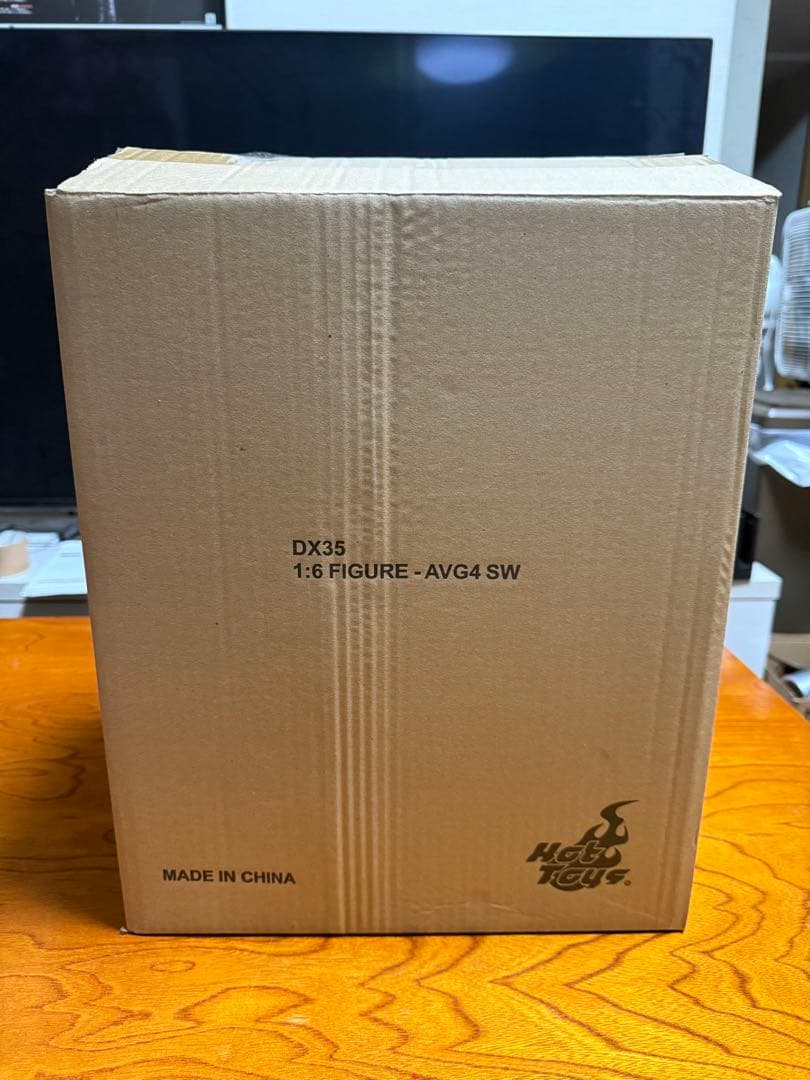 DX35
1:6 FIGURE - AVG4 SW
MADE IN CHINA
Hot
Toys